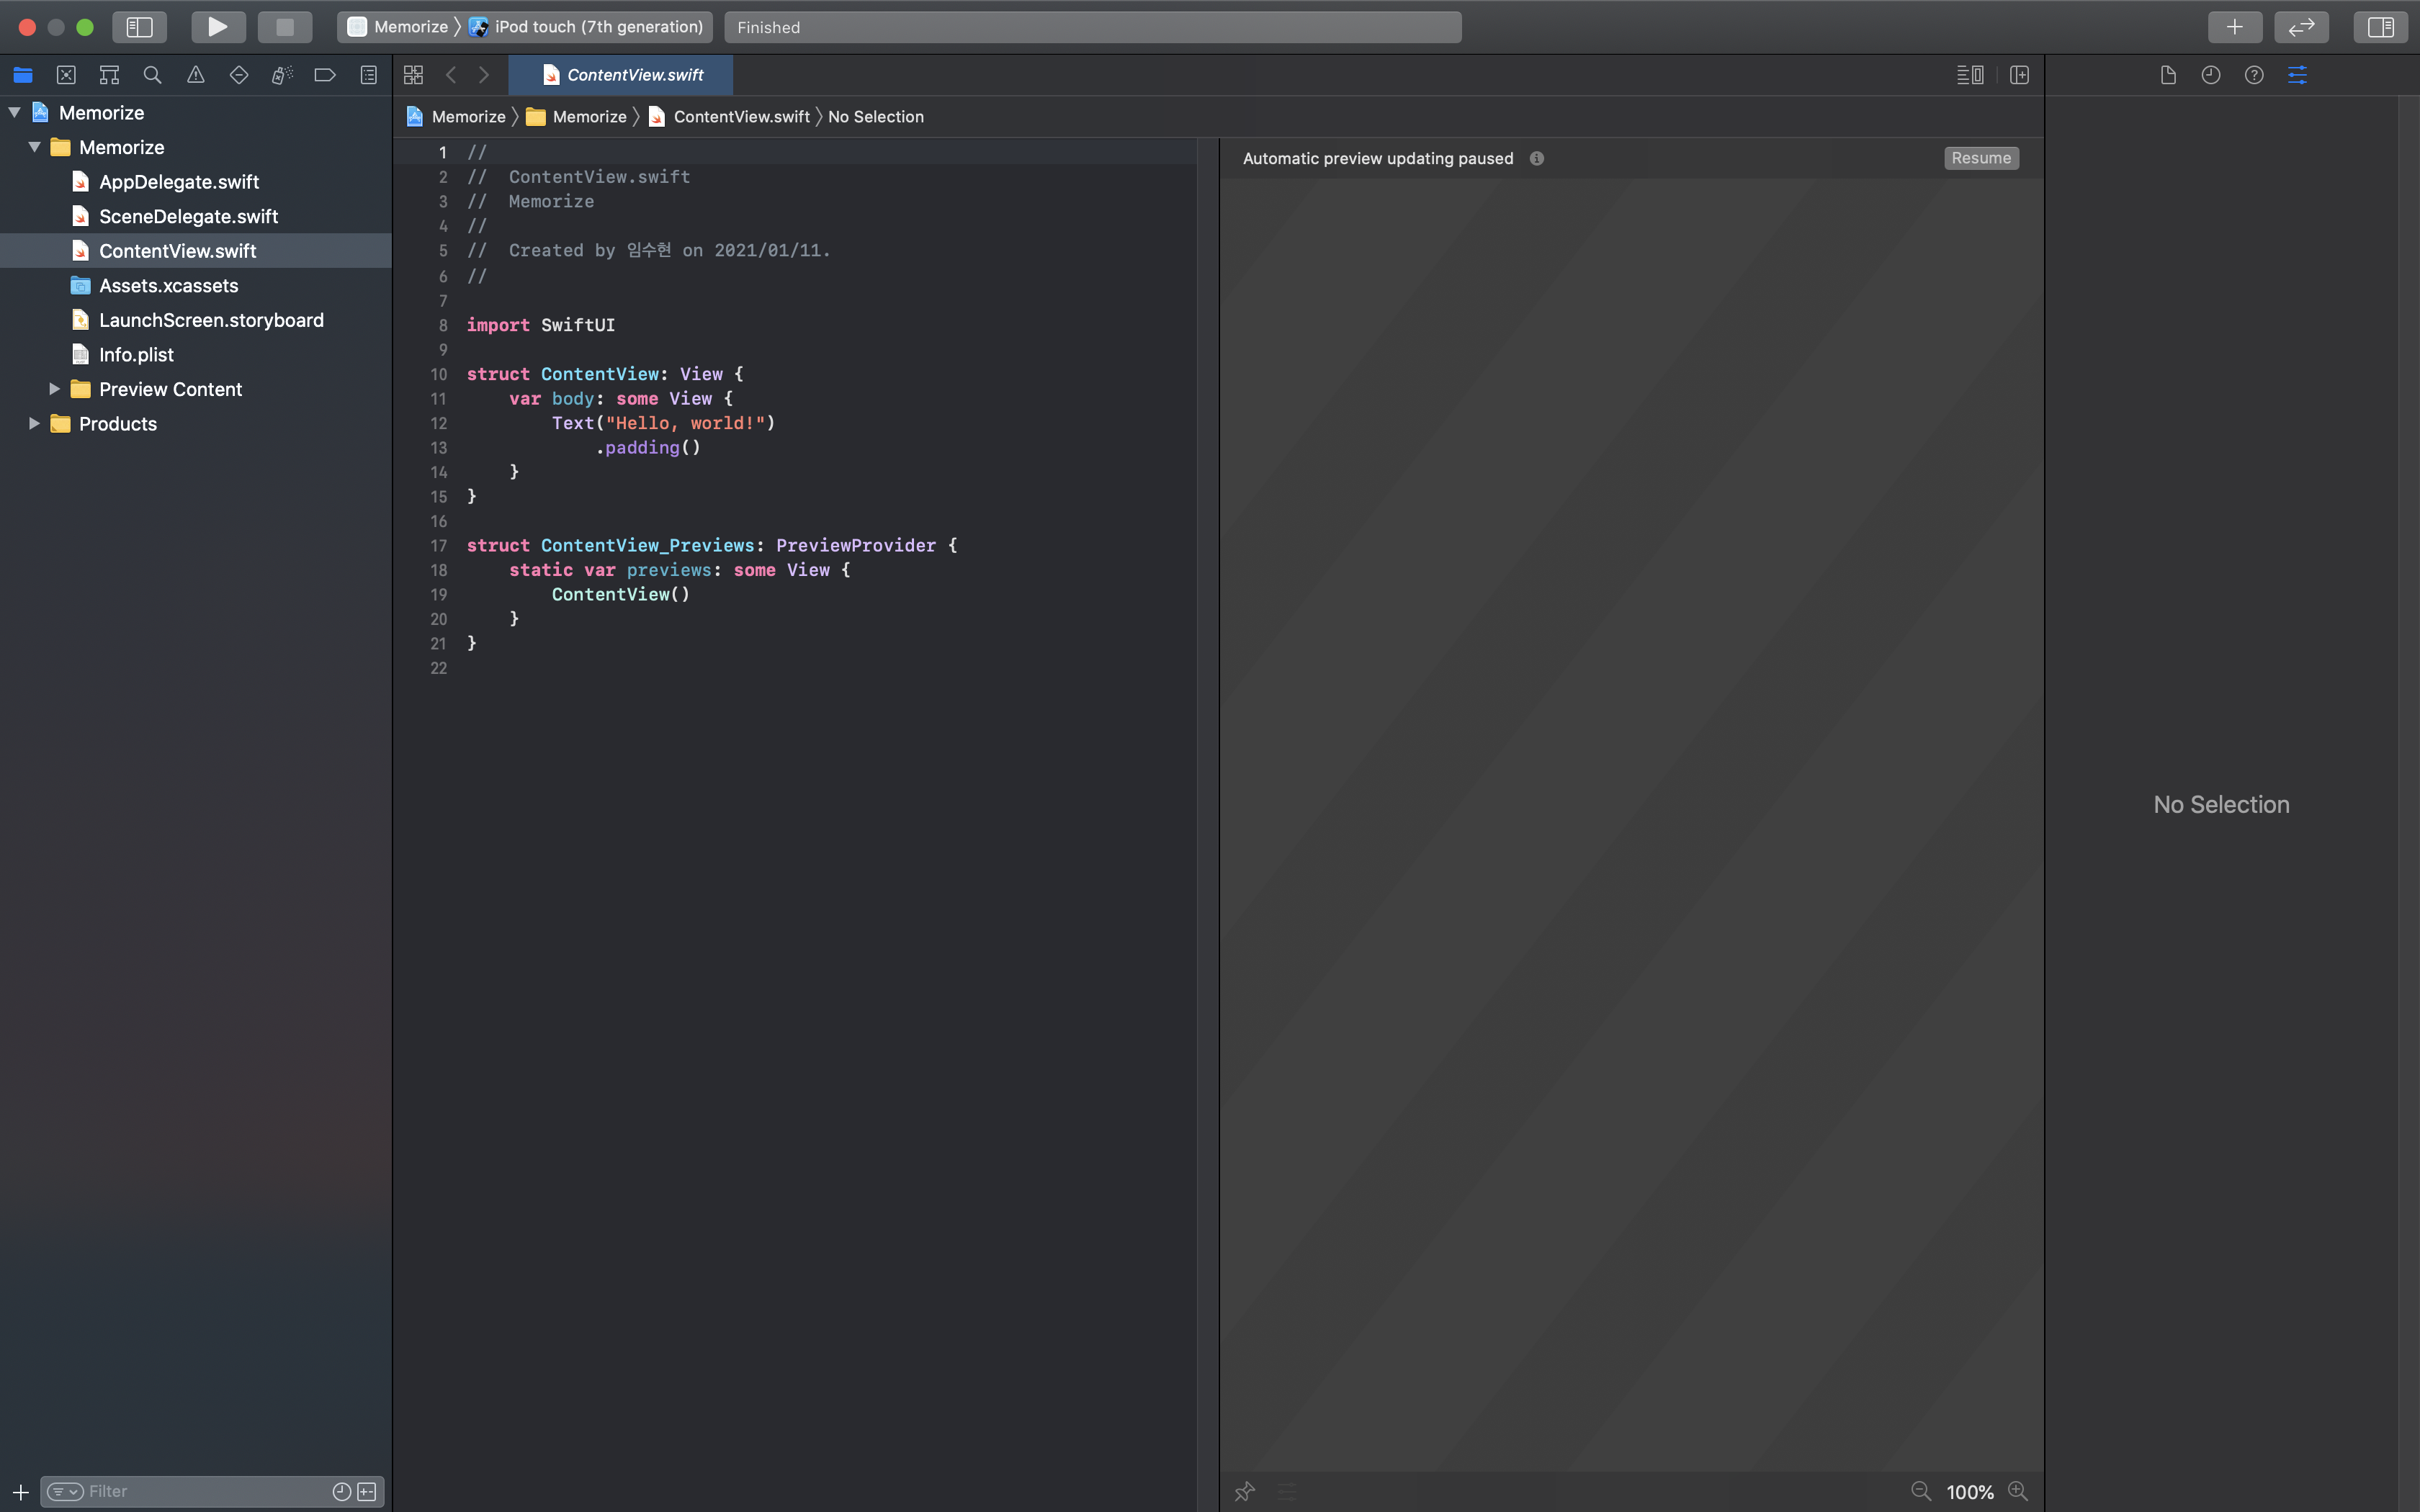 Memorize 〉 iPod touch (7th generation)
Finished
ContentView.swift
Memorize
Memorize
AppDelegate.swift
SceneDelegate.swift
ContentView.swift
Assets.xcassets
LaunchScreen.storyboard
Info.plist
Preview Content
Products
Filter
Memorize 〉 Memorize 〉 ContentView.swift 〉 No Selection
1 //
2 //  ContentView.swift
3 //  Memorize
4 //
5 //  Created by 임수현 on 2021/01/11.
6 //
7
8 import SwiftUI
9
10 struct ContentView: View {
11     var body: some View {
12         Text("Hello, world!")
13             .padding()
14     }
15 }
16
17 struct ContentView_Previews: PreviewProvider {
18     static var previews: some View {
19         ContentView()
20     }
21 }
22
Automatic preview updating paused
Resume
100%
No Selection